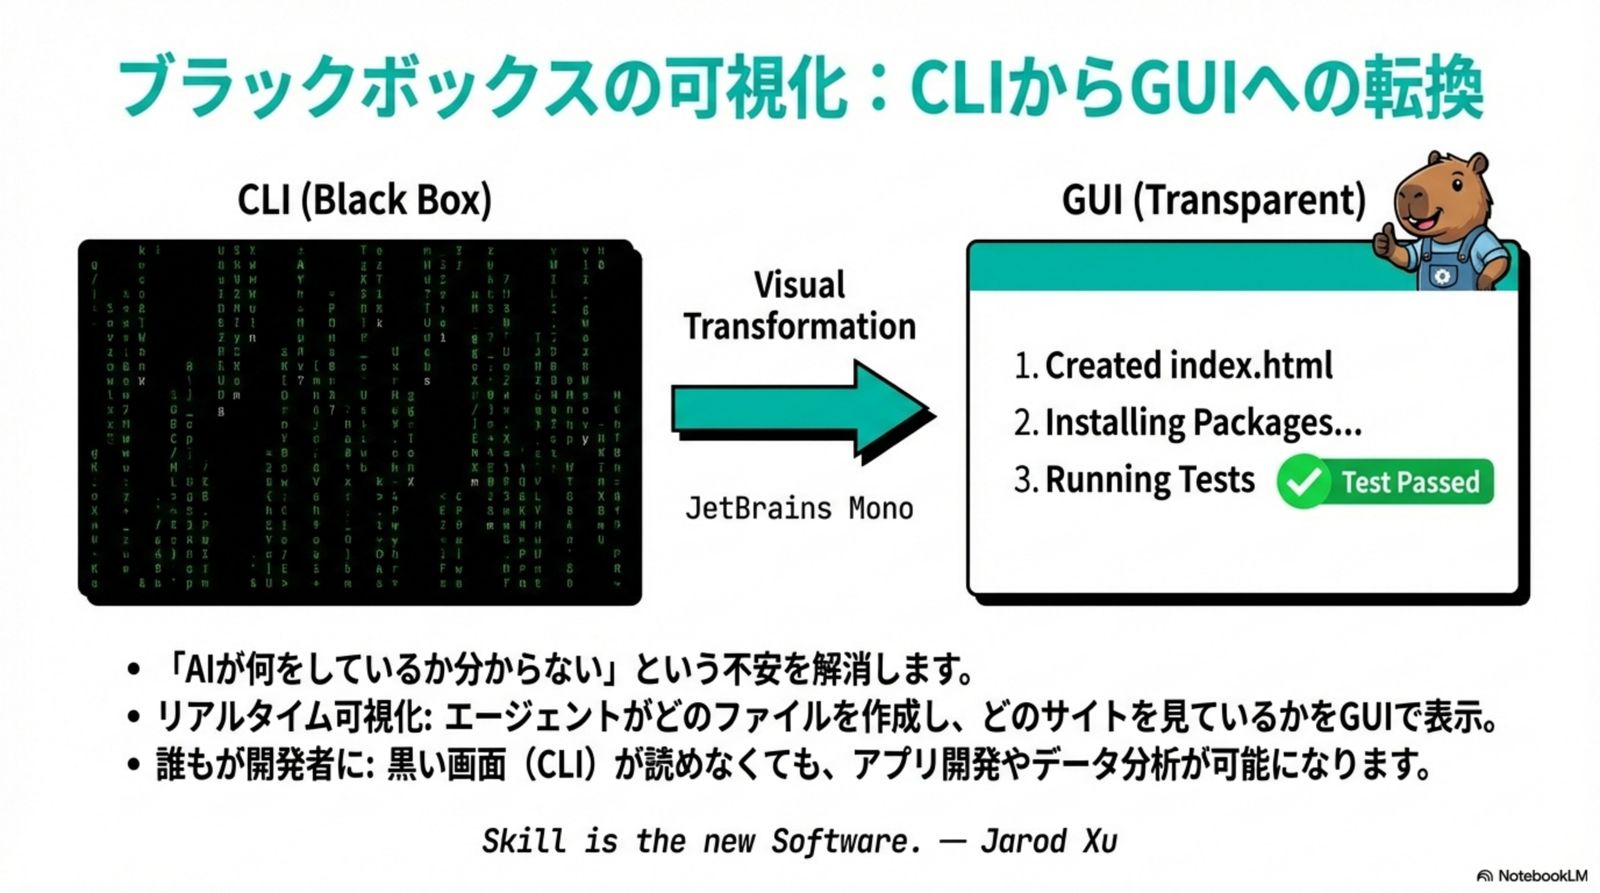 ブラックボックスの可視化：CLIからGUIへの転換
CLI (Black Box)
Visual
Transformation
JetBrains Mono
GUI (Transparent)
1. Created index.html
2. Installing Packages...
3. Running Tests
Test Passed
• 「AIが何をしているか分からない」という不安を解消します。
• リアルタイム可視化: エージェントがどのファイルを作成し、どのサイトを見ているかをGUIで表示。
• 誰もが開発者に: 黒い画面（CLI）が読めなくても、アプリ開発やデータ分析が可能になります。
Skill is the new Software. — Jarod Xu
NotebookLM